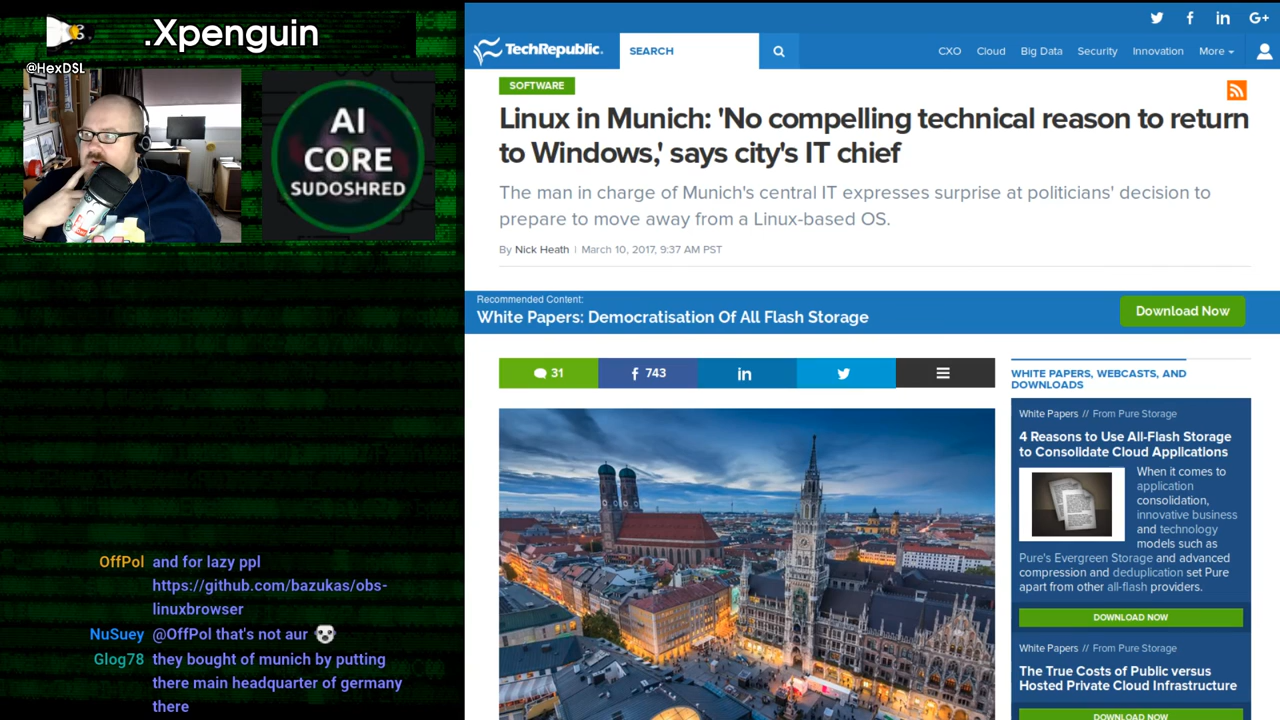 .Xpenguin
@HexDSL
AI
CORE
SUDOSHRED
OffPol and for lazy ppl
https://github.com/bazukas/obs-
linuxbrowser
NuSuey @OffPol that's not aur
Glog78 they bought of munich by putting
there main headquarter of germany
there
G+
TechRepublic.
SEARCH
CXO Cloud Big Data Security Innovation More
SOFTWARE
Linux in Munich: 'No compelling technical reason to return
to Windows,' says city's IT chief
The man in charge of Munich's central IT expresses surprise at politicians' decision to
prepare to move away from a Linux-based OS.
By Nick Heath | March 10, 2017, 9:37 AM PST
Recommended Content:
White Papers: Democratisation Of All Flash Storage
Download Now
31
743
WHITE PAPERS, WEBCASTS, AND
DOWNLOADS
White Papers // From Pure Storage
4 Reasons to Use All-Flash Storage
to Consolidate Cloud Applications
When it comes to
application
consolidation,
innovative business
and technology
models such as
Pure's Evergreen Storage and advanced
compression and deduplication set Pure
apart from other all-flash providers.
DOWNLOAD NOW
White Papers // From Pure Storage
The True Costs of Public versus
Hosted Private Cloud Infrastructure
DOWNLOAD NOW